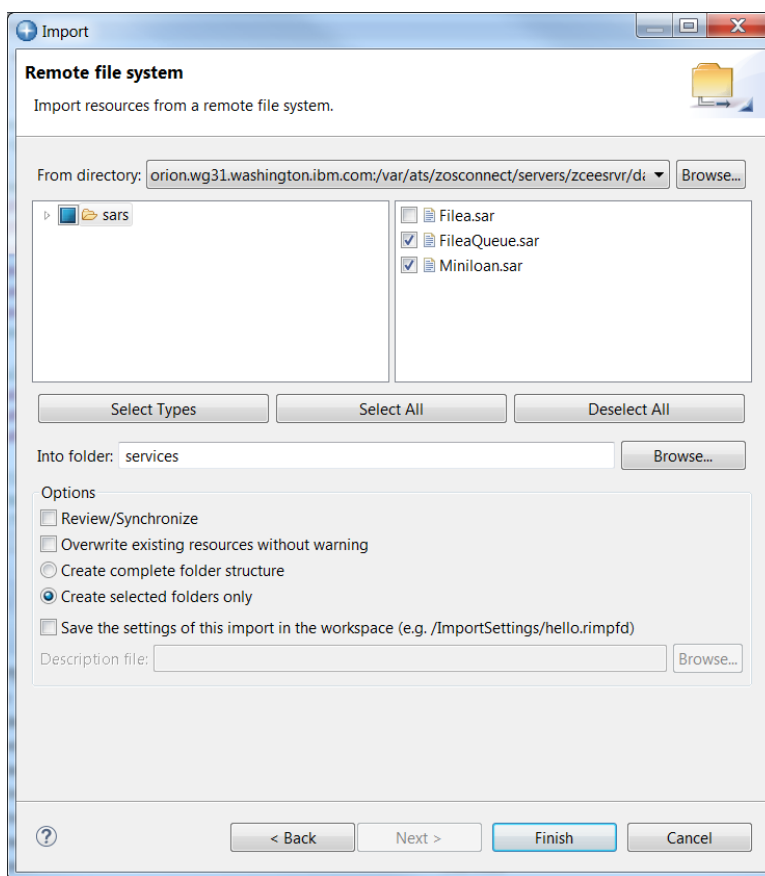 Import
Remote file system
Import resources from a remote file system.
From directory: orion.wg31.washington.ibm.com:/var/ats/zosconnect/servers/zceesrvr/da Browse...
sars
Filea.sar
FileaQueue.sar
Miniloan.sar
Select Types Select All Deselect All
Into folder: services Browse...
Options
Review/Synchronize
Overwrite existing resources without warning
Create complete folder structure
Create selected folders only
Save the settings of this import in the workspace (e.g. /ImportSettings/hello.rimpfd)
Description file: Browse...
? < Back Next > Finish Cancel